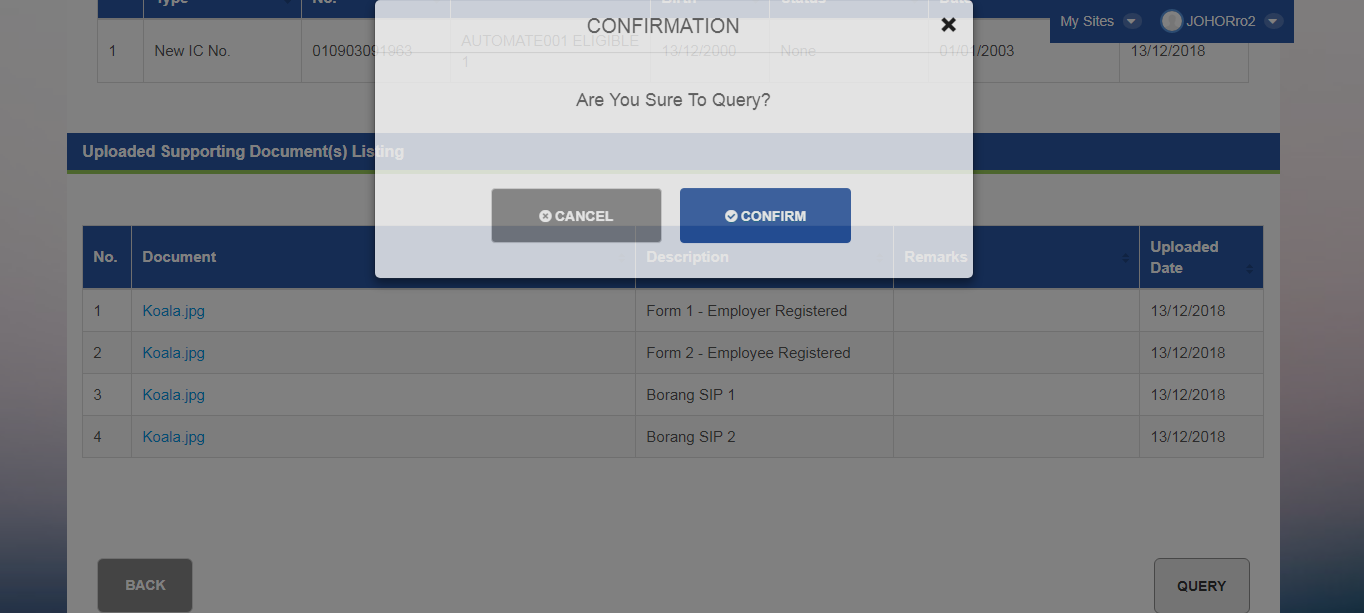 Type No. Birth Status Date
CONFIRMATION
My Sites JOHORro2
1 New IC No. 010903091963 AUTOMATE001 ELIGIBLE 13/12/2000 None 01/01/2003 13/12/2018
1
Are You Sure To Query?
Uploaded Supporting Document(s) Listing
CANCEL CONFIRM
No. Document Description Remarks Uploaded
Date
1 Koala.jpg Form 1 - Employer Registered 13/12/2018
2 Koala.jpg Form 2 - Employee Registered 13/12/2018
3 Koala.jpg Borang SIP 1 13/12/2018
4 Koala.jpg Borang SIP 2 13/12/2018
BACK QUERY